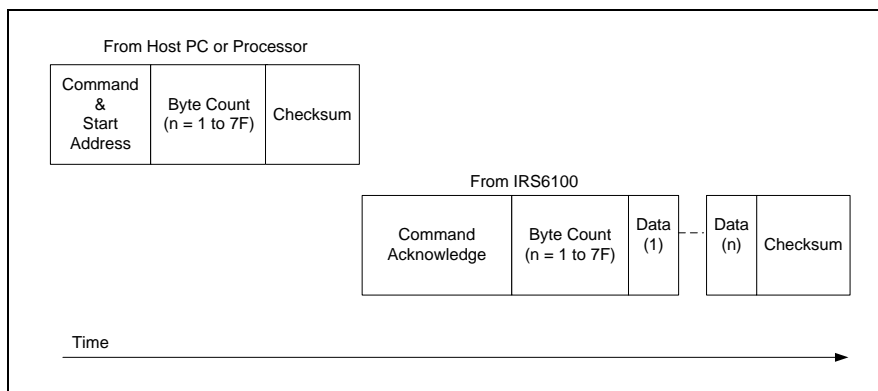 From Host PC or Processor
Command
&
Start
Address
Byte Count
(n = 1 to 7F)
Checksum
From IRS6100
Command
Acknowledge
Byte Count
(n = 1 to 7F)
Data
(1)
Data
(n)
Checksum
Time